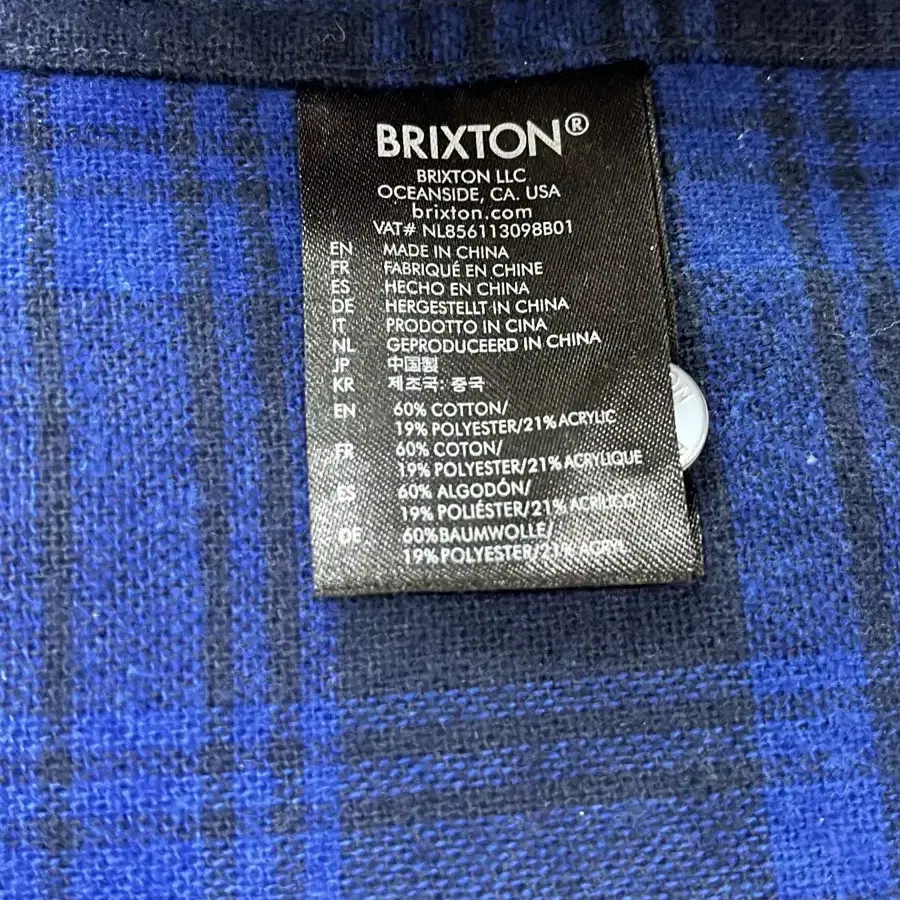 BRIXTON®
BRIXTON LLC
OCEANSIDE, CA. USA
brixton.com
VAT# NL856113098B01
EN MADE IN CHINA
FR FABRIQUÉ EN CHINE
ES HECHO EN CHINA
DE HERGESTELLT IN CHINA
IT PRODOTTO IN CINA
NL GEPRODUCEERD IN CHINA
JP 中国製
KR 제조국: 중국
EN 60% COTTON/
19% POLYESTER/21% ACRYLIC
FR 60% COTON/
19% POLYESTER/21% ACRYLIQUE
ES 60% ALGODÓN/
19% POLIÉSTER/21% ACRÍLICO
DE 60% BAUMWOLLE/
19% POLYESTER/21% ACRYL